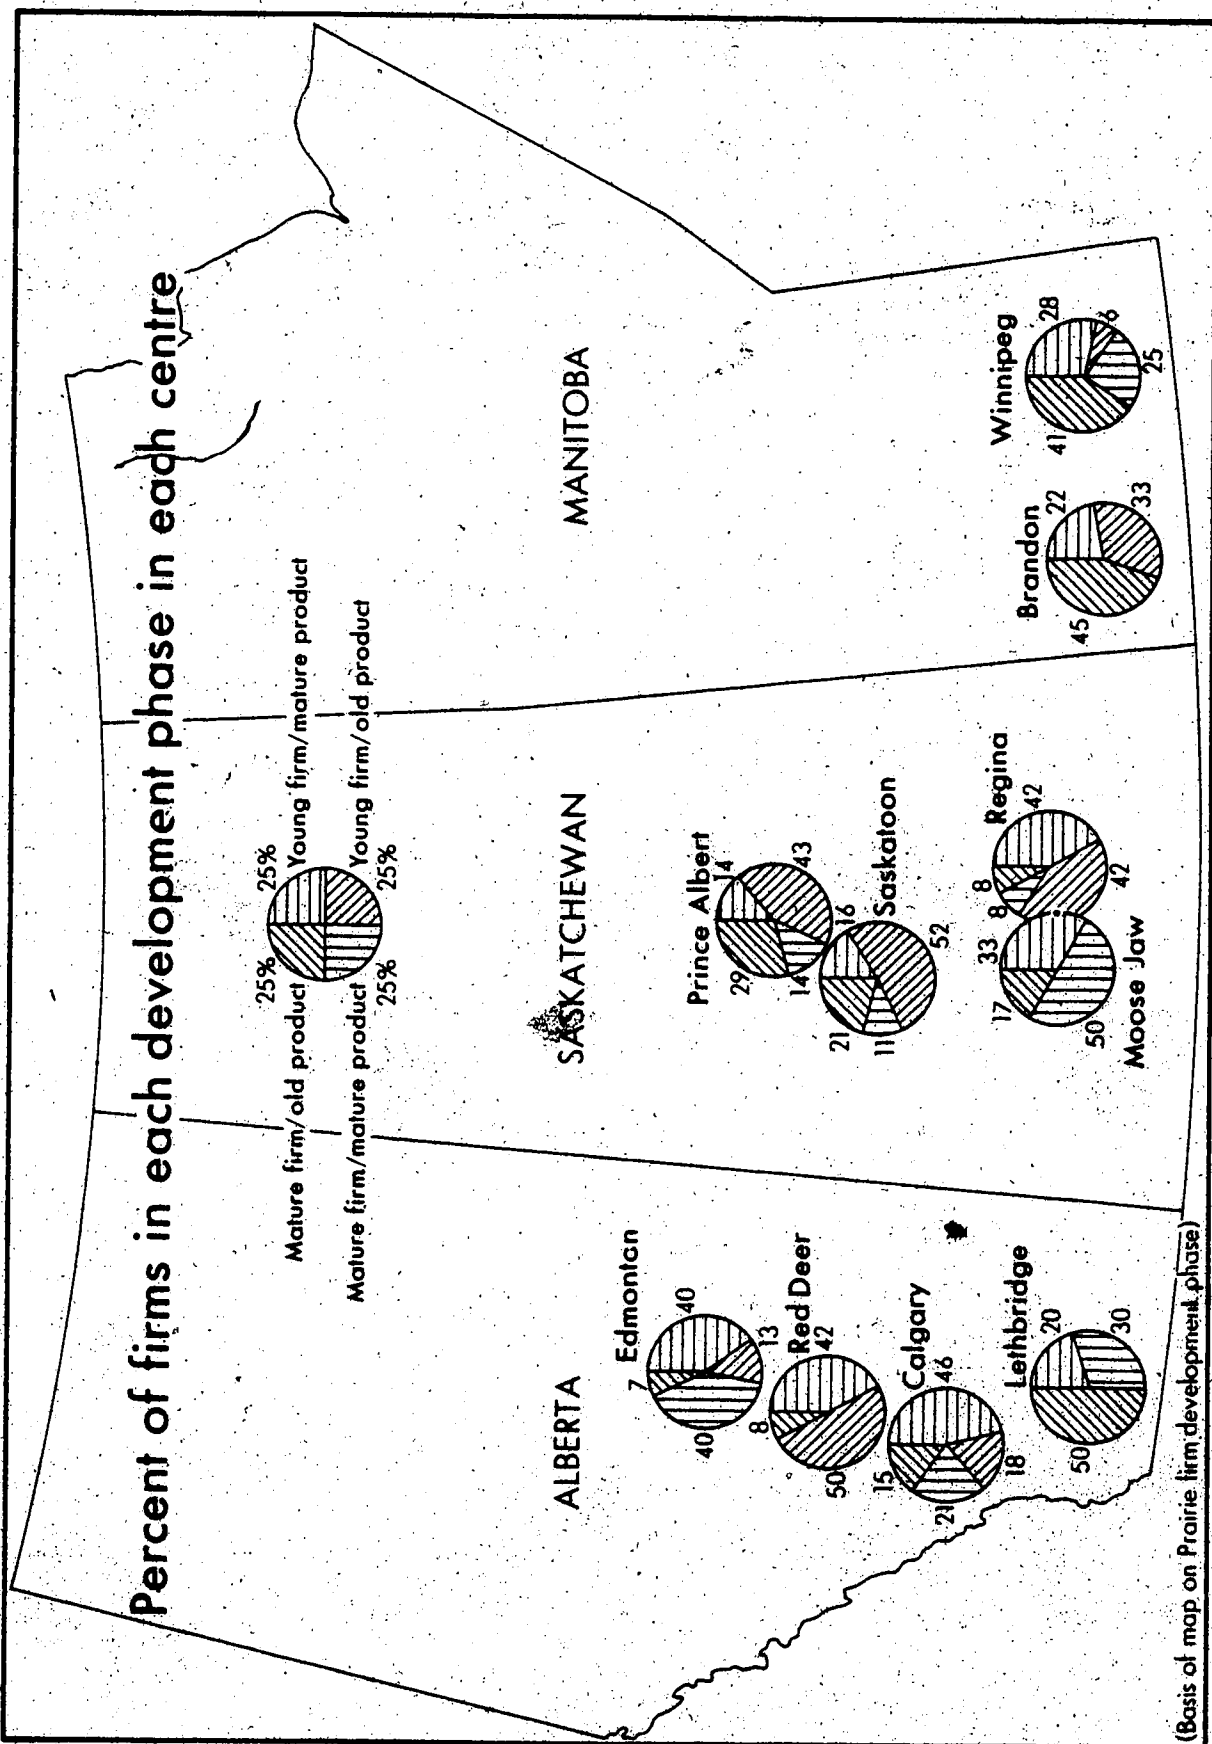 Percent of firms in each development phase in each centre
25%
25%
Mature firm/old product
Young firm/mature product
Mature firm/mature product
Young firm/old product
25%
25%
ALBERTA
SASKATCHEWAN
MANITOBA
Edmonton
7
40
40
13
Red Deer
8
42
50
Calgary
15
46
21
18
Lethbridge
20
50
30
Prince Albert
29
14
14
43
Saskatoon
21
16
11
52
Regina
8
8
42
42
Moose Jaw
17
33
50
Brandon
22
45
33
Winnipeg
41
28
6
25
(Basis of map on Prairie firm development phase)